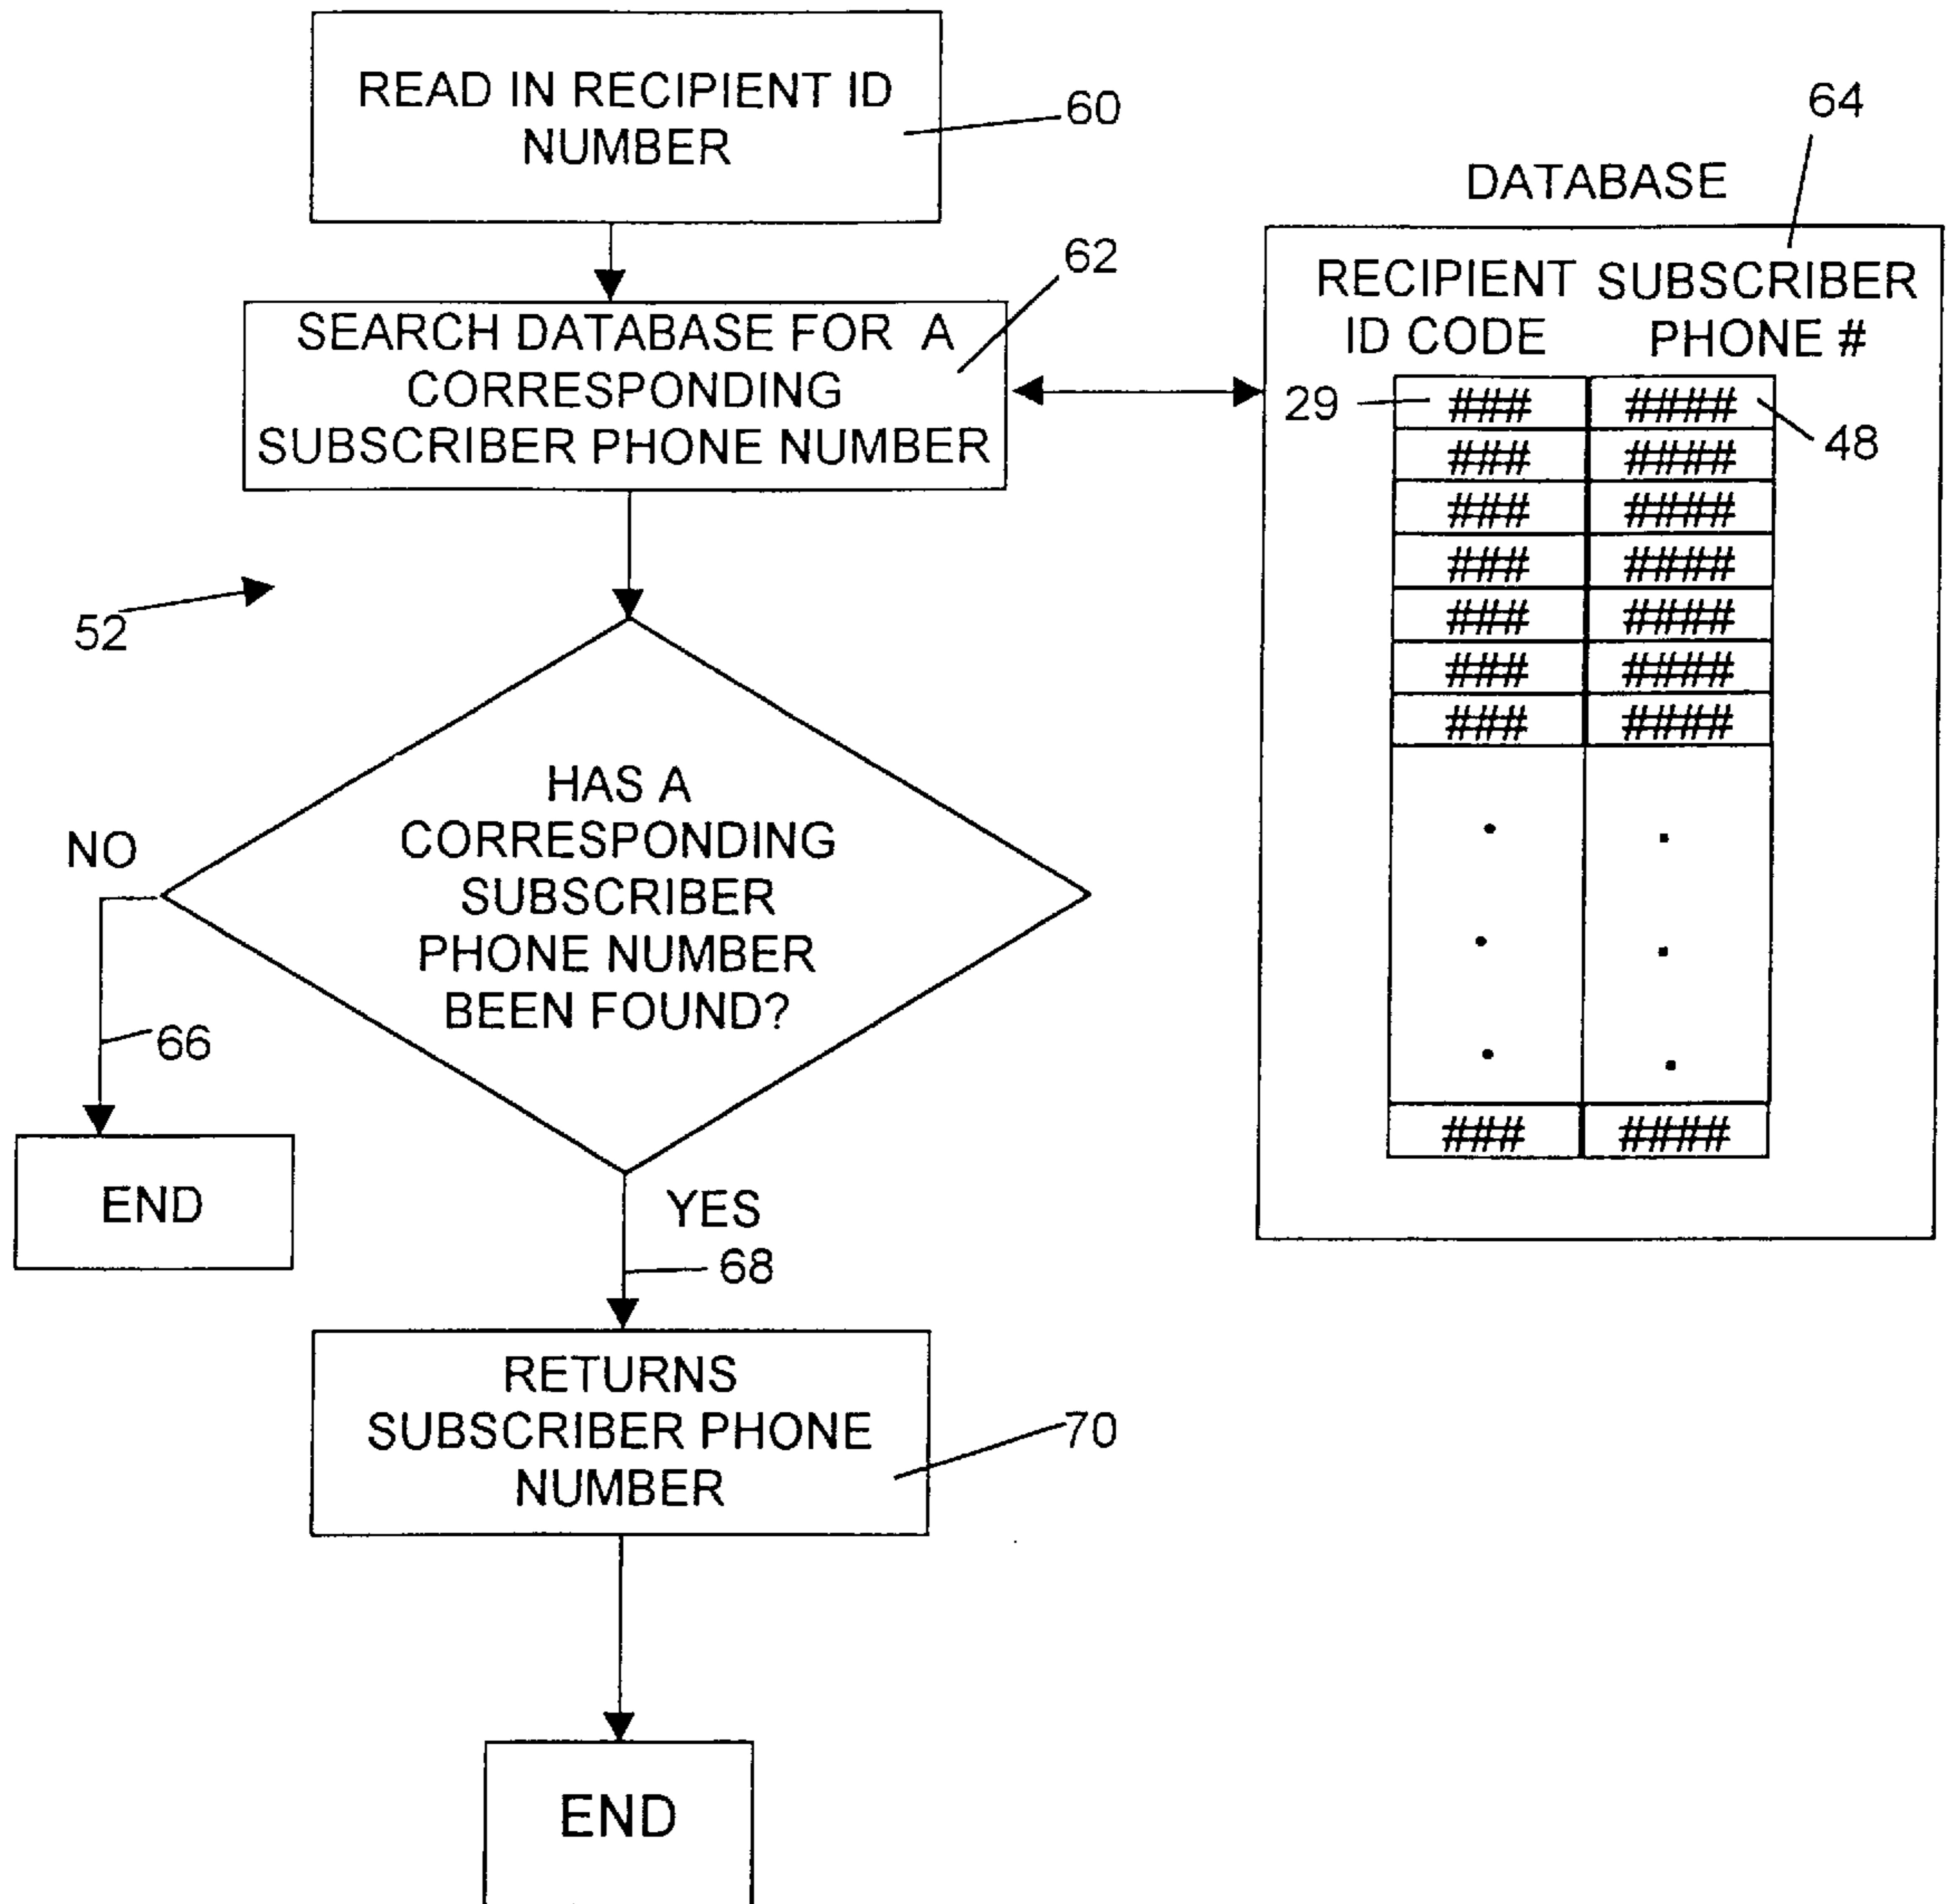 READ IN RECIPIENT ID
NUMBER
60
SEARCH DATABASE FOR A
CORRESPONDING
SUBSCRIBER PHONE NUMBER
62
52
HAS A
CORRESPONDING
SUBSCRIBER
PHONE NUMBER
BEEN FOUND?
NO
66
END
YES
68
RETURNS
SUBSCRIBER PHONE
NUMBER
70
END
64
DATABASE
RECIPIENT SUBSCRIBER
ID CODE PHONE #
29 ### #### 48
### ####
### ####
### ####
### ####
### ####
### ####
. .
. .
. .
### ####